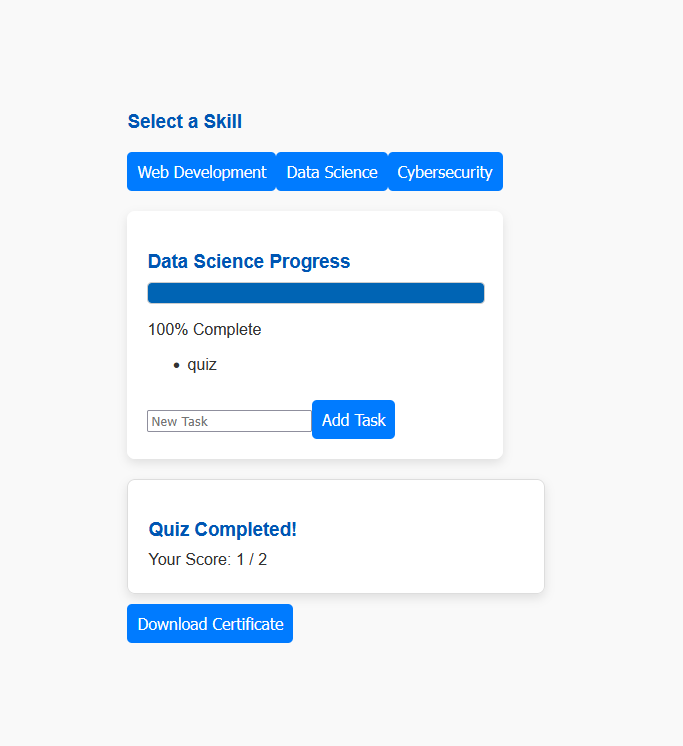 Select a Skill
Web Development Data Science Cybersecurity
Data Science Progress
100% Complete
• quiz
New Task Add Task
Quiz Completed!
Your Score: 1 / 2
Download Certificate